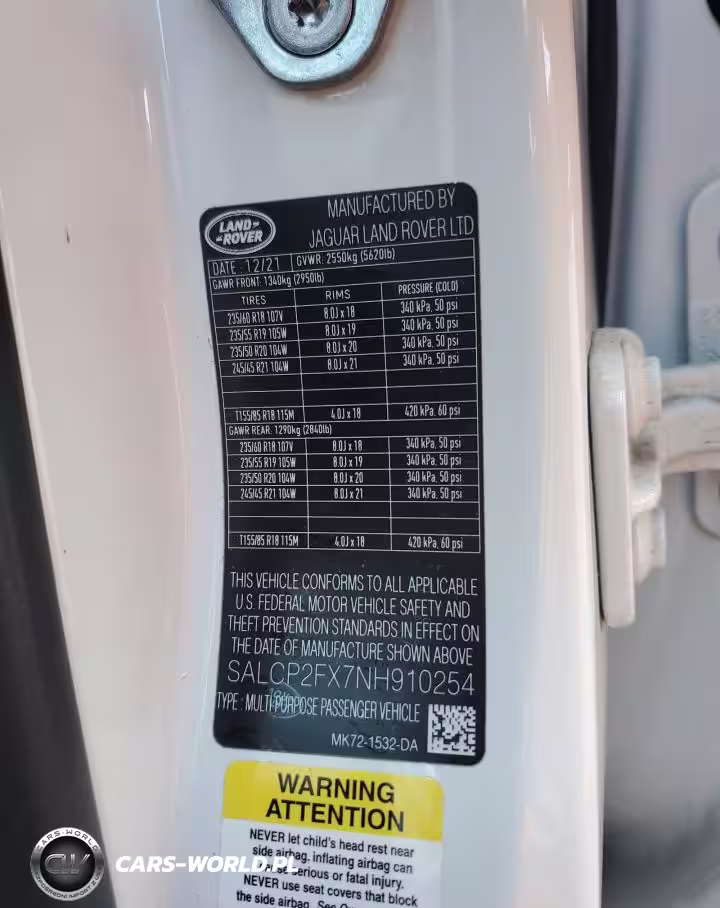 LAND-
-ROVER
MANUFACTURED BY
JAGUAR LAND ROVER LTD
DATE : 12/21 GVWR: 2550kg (5620lb)
GAWR FRONT: 1340kg (2950lb)
TIRES RIMS PRESSURE (COLD)
235/60 R18 107V 8.0J x 18 340 kPa, 50 psi
235/55 R19 105W 8.0J x 19 340 kPa, 50 psi
235/50 R20 104W 8.0J x 20 340 kPa, 50 psi
245/45 R21 104W 8.0J x 21 340 kPa, 50 psi
T155/85 R18 115M 4.0J x 18 420 kPa, 60 psi
GAWR REAR: 1290kg (2840lb)
235/60 R18 107V 8.0J x 18 340 kPa, 50 psi
235/55 R19 105W 8.0J x 19 340 kPa, 50 psi
235/50 R20 104W 8.0J x 20 340 kPa, 50 psi
245/45 R21 104W 8.0J x 21 340 kPa, 50 psi
T155/85 R18 115M 4.0J x 18 420 kPa, 60 psi
THIS VEHICLE CONFORMS TO ALL APPLICABLE
U.S. FEDERAL MOTOR VEHICLE SAFETY AND
THEFT PREVENTION STANDARDS IN EFFECT ON
THE DATE OF MANUFACTURE SHOWN ABOVE
SALCP2FX7NH910254
TYPE : MULTI-PURPOSE PASSENGER VEHICLE
MK72-1532-DA
WARNING
ATTENTION
NEVER let child's head rest near
side airbag, inflating airbag can
serious or fatal injury.
NEVER use seat covers that block
the side airbag. See
CARS-WORLD
CW
CARS-WORLD.PL